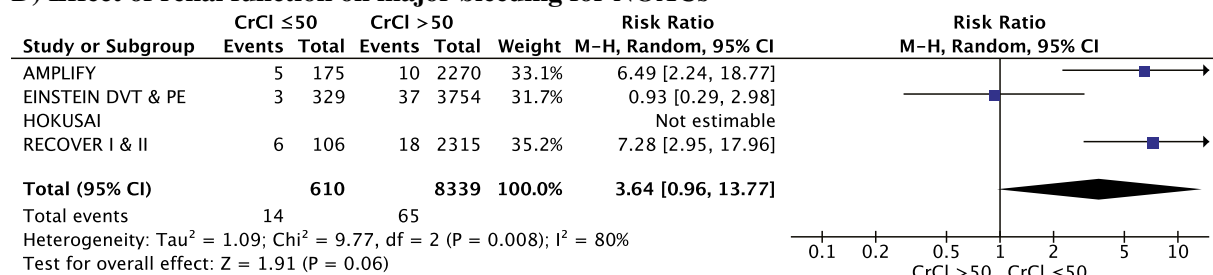 B) Effect of renal function on major bleeding for NOACs
CrCl ≤50 CrCl >50 Risk Ratio Risk Ratio
Study or Subgroup Events Total Events Total Weight M-H, Random, 95% CI M-H, Random, 95% CI
AMPLIFY 5 175 10 2270 33.1% 6.49 [2.24, 18.77]
EINSTEIN DVT & PE 3 329 37 3754 31.7% 0.93 [0.29, 2.98]
HOKUSAI Not estimable
RECOVER I & II 6 106 18 2315 35.2% 7.28 [2.95, 17.96]
Total (95% CI) 610 8339 100.0% 3.64 [0.96, 13.77]
Total events 14 65
Heterogeneity: Tau² = 1.09; Chi² = 9.77, df = 2 (P = 0.008); I² = 80%
Test for overall effect: Z = 1.91 (P = 0.06)
0.1 0.2 0.5 1 2 5 10
CrCl >50 CrCl ≤50